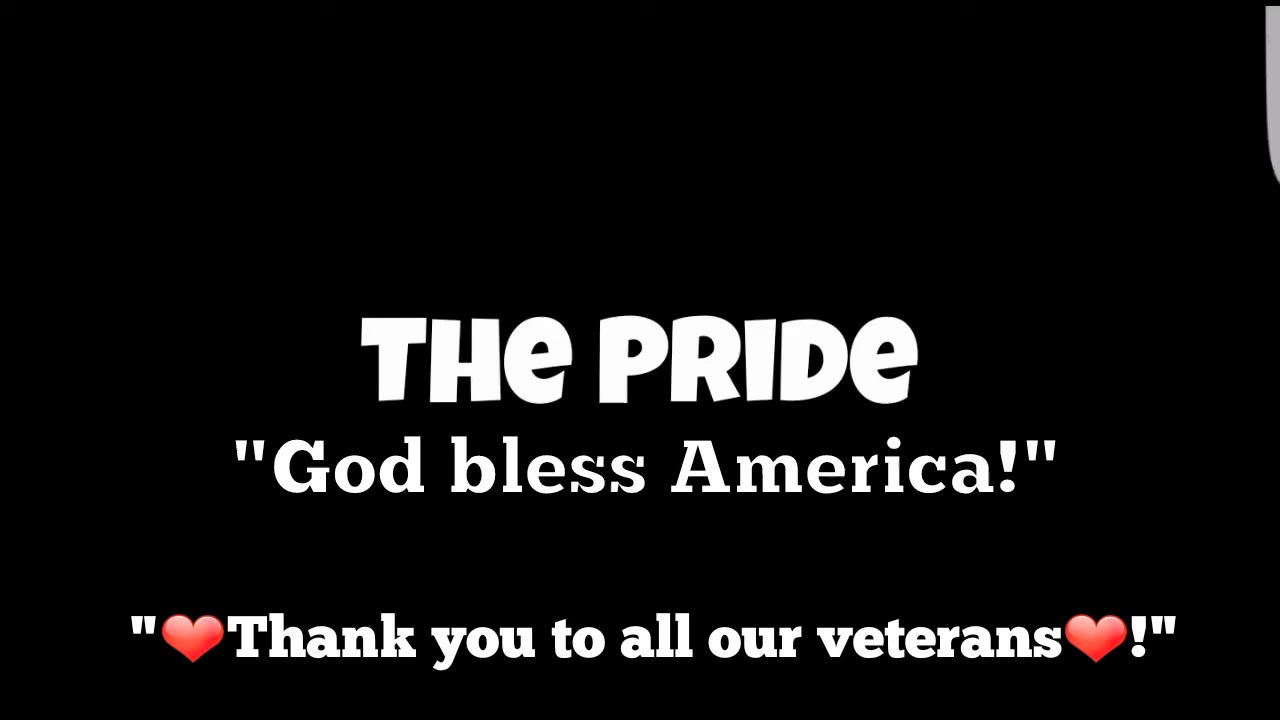 THe PRiDe
"God bless America!"
"❤Thank you to all our veterans❤!"